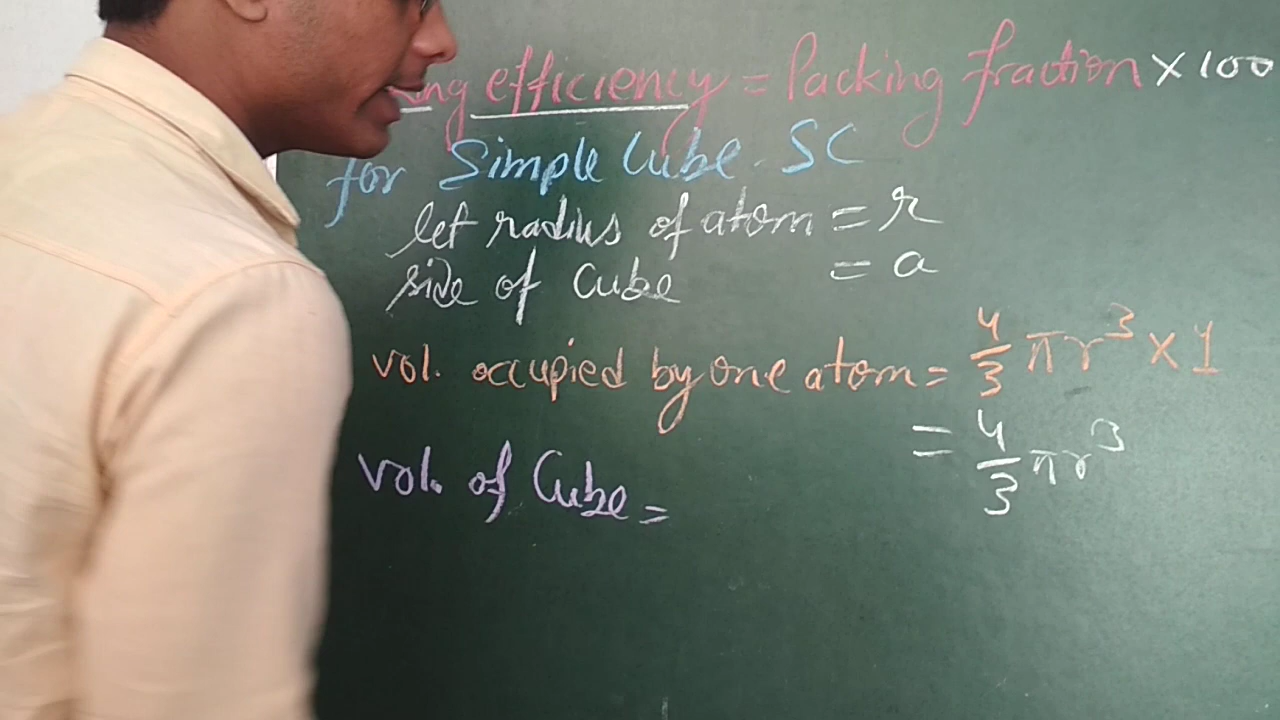 efficiency = Packing fraction × 100
for Simple Cube. SC
let radius of atom = r
side of Cube = a
vol. occupied by one atom = 4/3 πr³ × 1
= 4/3 πr³
vol. of Cube =